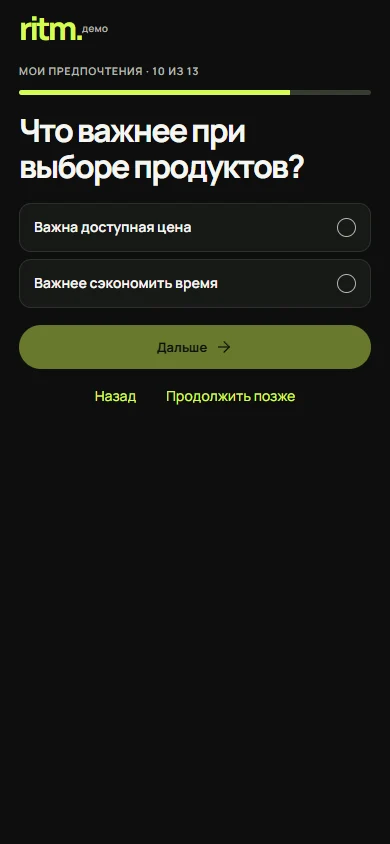 ritm.демо
МОИ ПРЕДПОЧТЕНИЯ · 10 ИЗ 13
Что важнее при
выборе продуктов?
Важна доступная цена
Важнее сэкономить время
Дальше →
Назад Продолжить позже